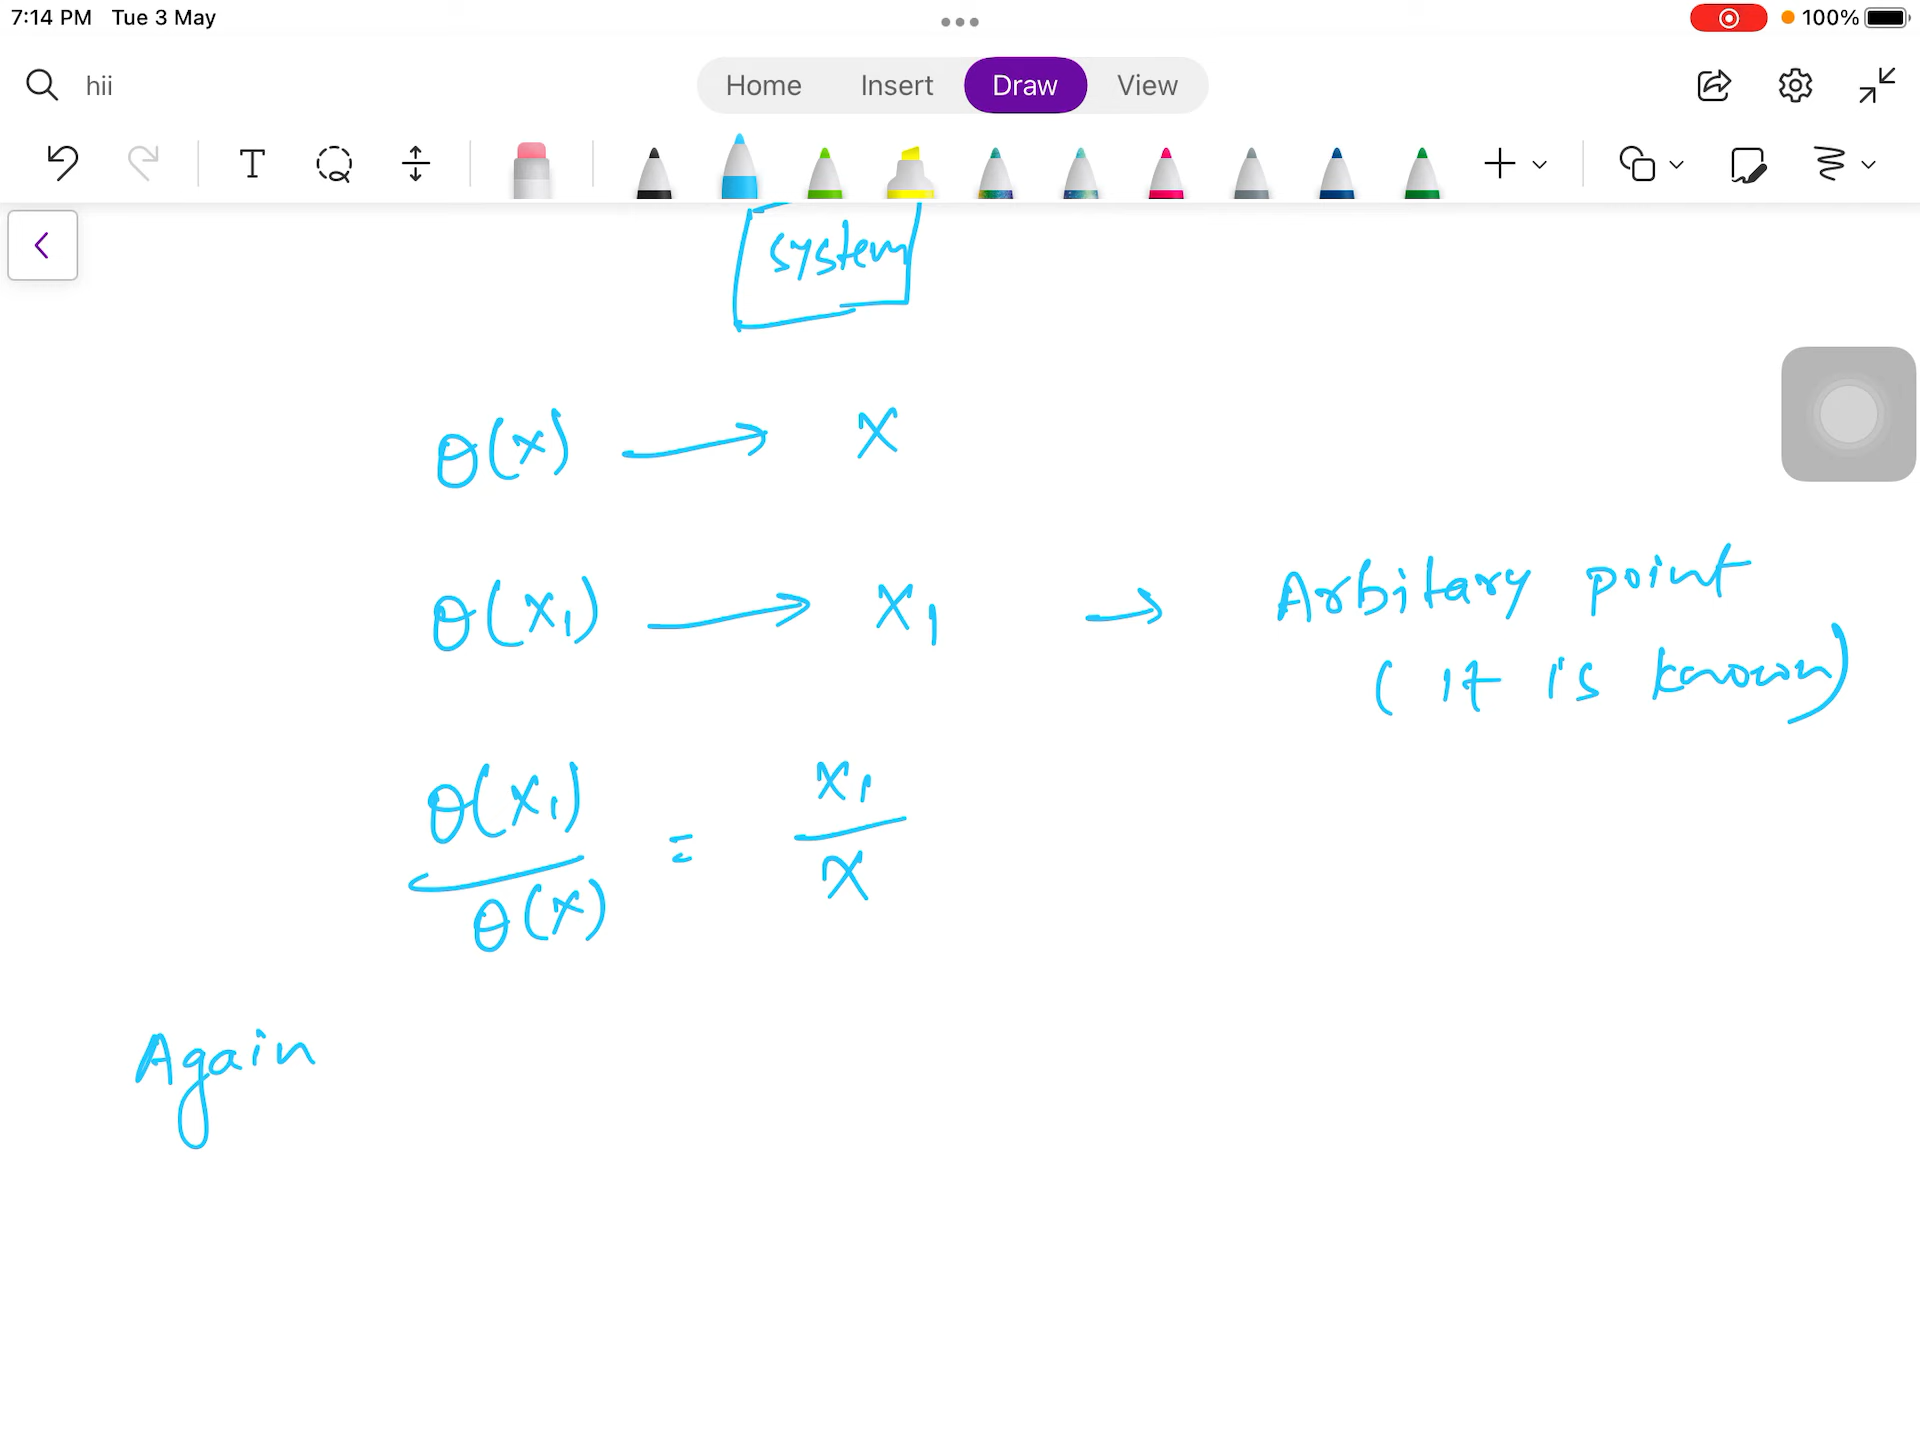 7:14 PM Tue 3 May
100%
hii
Home Insert Draw View
T
system
θ(x) → X
θ(x₁) → X₁ → Arbitary point
( it is known)
θ(x₁) / θ(x) = x₁ / x
Again